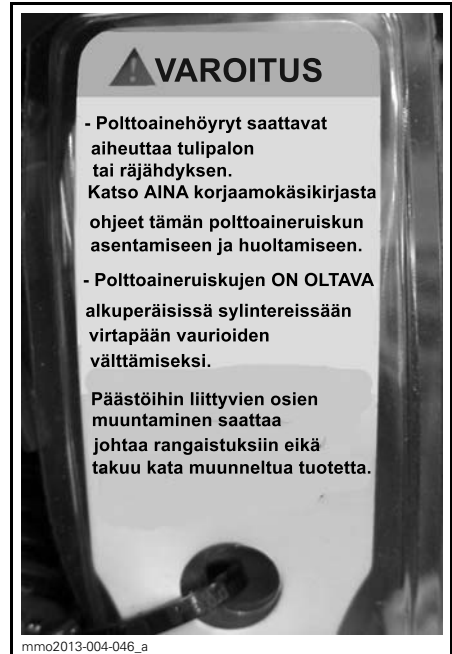 VAROITUS
- Polttoainehöyryt saattavat
aiheuttaa tulipalon
tai räjähdyksen.
Katso AINA korjaamokäsikirjasta
ohjeet tämän polttoaineruiskun
asentamiseen ja huoltamiseen.
- Polttoaineruiskujen ON OLTAVA
alkuperäisissä sylintereissään
virtapään vaurioiden
välttämiseksi.
Päästöihin liittyvien osien
muuntaminen saattaa
johtaa rangaistuksiin eikä
takuu kata muunneltua tuotetta.
mmo2013-004-046_a